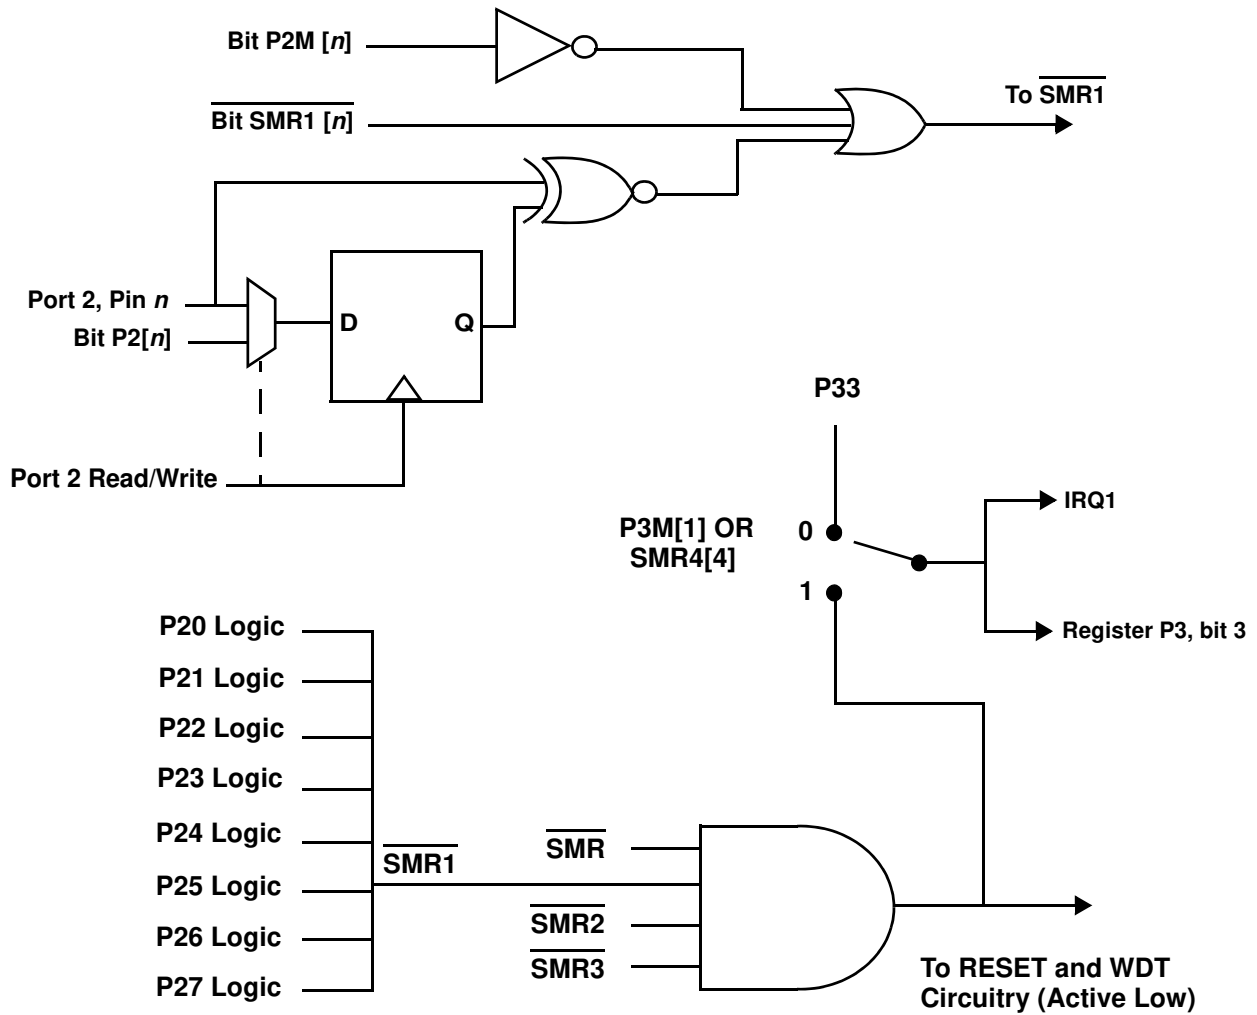 Bit P2M [n]
Bit SMR1 [n]
To SMR1
Port 2, Pin n
Bit P2[n]
D
Q
Port 2 Read/Write
P33
P3M[1] OR
SMR4[4]
0
1
IRQ1
Register P3, bit 3
P20 Logic
P21 Logic
P22 Logic
P23 Logic
P24 Logic
P25 Logic
P26 Logic
P27 Logic
SMR1
SMR
SMR2
SMR3
To RESET and WDT
Circuitry (Active Low)